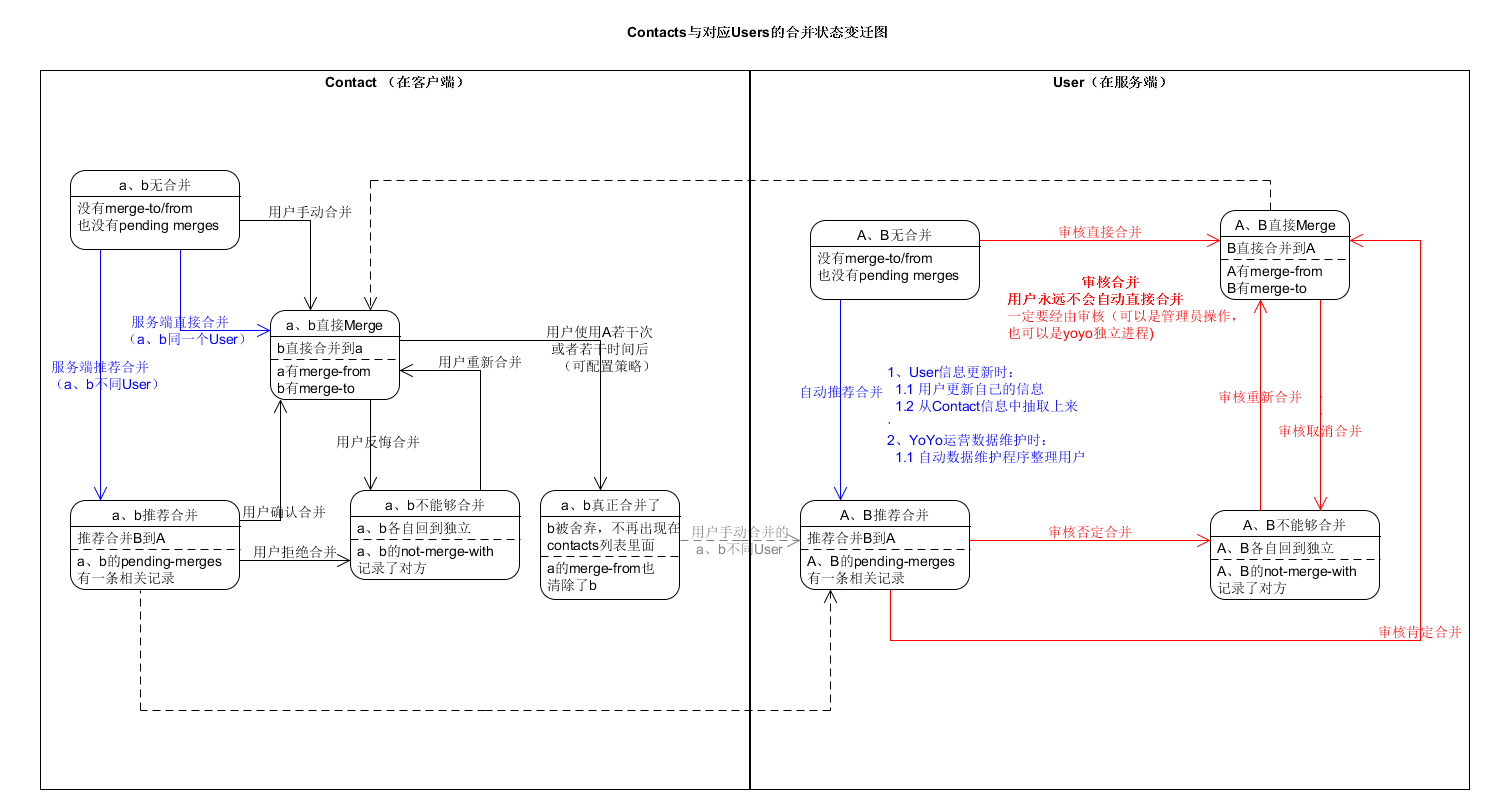 Contacts与对应Users的合并状态变迁图
Contact （在客户端）
a、b无合并
没有merge-to/from
也没有pending merges
用户手动合并
服务端直接合并
（a、b同一个User）
服务端推荐合并
（a、b不同User）
a、b直接Merge
b直接合并到a
a有merge-from
b有merge-to
用户使用A若干次
或者若干时间后
（可配置策略）
用户重新合并
用户反悔合并
a、b推荐合并
推荐合并B到A
a、b的pending-merges
有一条相关记录
用户确认合并
用户拒绝合并
a、b不能够合并
a、b各自回到独立
a、b的not-merge-with
记录了对方
a、b真正合并了
b被舍弃，不再出现在
contacts列表里面
a的merge-from也
清除了b
用户手动合并的
a、b不同User
User（在服务端）
A、B无合并
没有merge-to/from
也没有pending merges
审核直接合并
A、B直接Merge
B直接合并到A
A有merge-from
B有merge-to
审核合并
用户永远不会自动直接合并
一定要经由审核（可以是管理员操作，
也可以是yoyo独立进程)
自动推荐合并
1、User信息更新时：
1.1 用户更新自己的信息
1.2 从Contact信息中抽取上来
.
2、YoYo运营数据维护时：
1.1 自动数据维护程序整理用户
审核重新合并
审核取消合并
A、B推荐合并
推荐合并B到A
A、B的pending-merges
有一条相关记录
审核否定合并
A、B不能够合并
A、B各自回到独立
A、B的not-merge-with
记录了对方
审核肯定合并